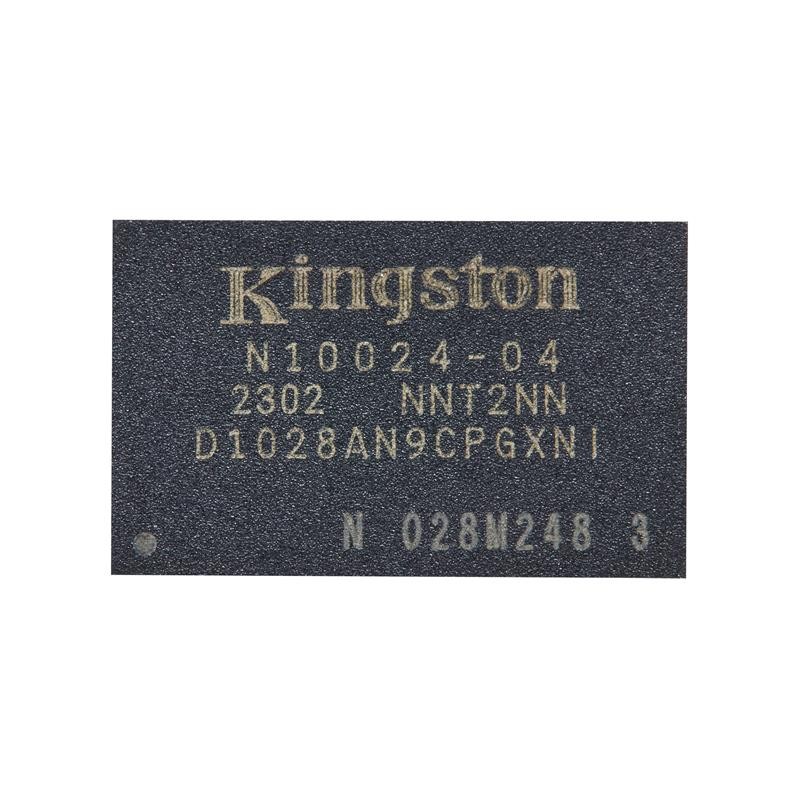 Kingston
N10024-04
2302 NNT2NN
D1028AN9CPGXNI
N 028M248 3